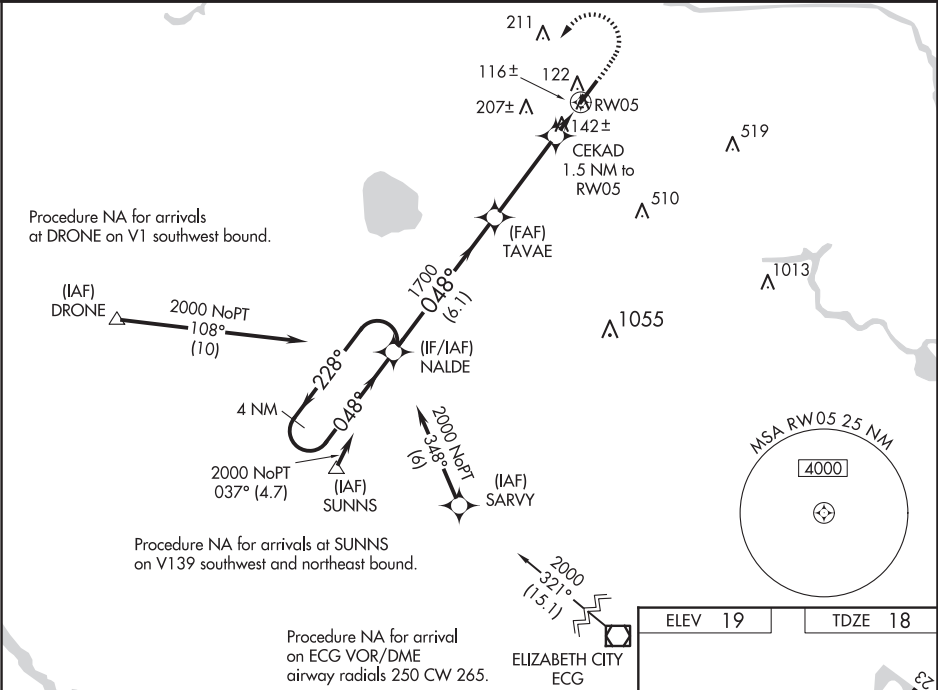 211
116±
122
RW05
207±
142±
CEKAD
1.5 NM to
RW05
519
510
Procedure NA for arrivals
at DRONE on V1 southwest bound.
(FAF)
TAVAE
1013
(IAF)
DRONE
2000 NoPT
108°
(10)
1700
048°
(6.1)
1055
(IF/IAF)
NALDE
228°
048°
4 NM
2000 NoPT
037° (4.7)
(IAF)
SUNNS
2000 NoPT
348°
(6)
(IAF)
SARVY
MSA RW05 25 NM
4000
Procedure NA for arrivals at SUNNS
on V139 southwest and northeast bound.
2000
321°
(15.1)
Procedure NA for arrival
on ECG VOR/DME
airway radials 250 CW 265.
ELIZABETH CITY
ECG
ELEV 19
TDZE 18
23